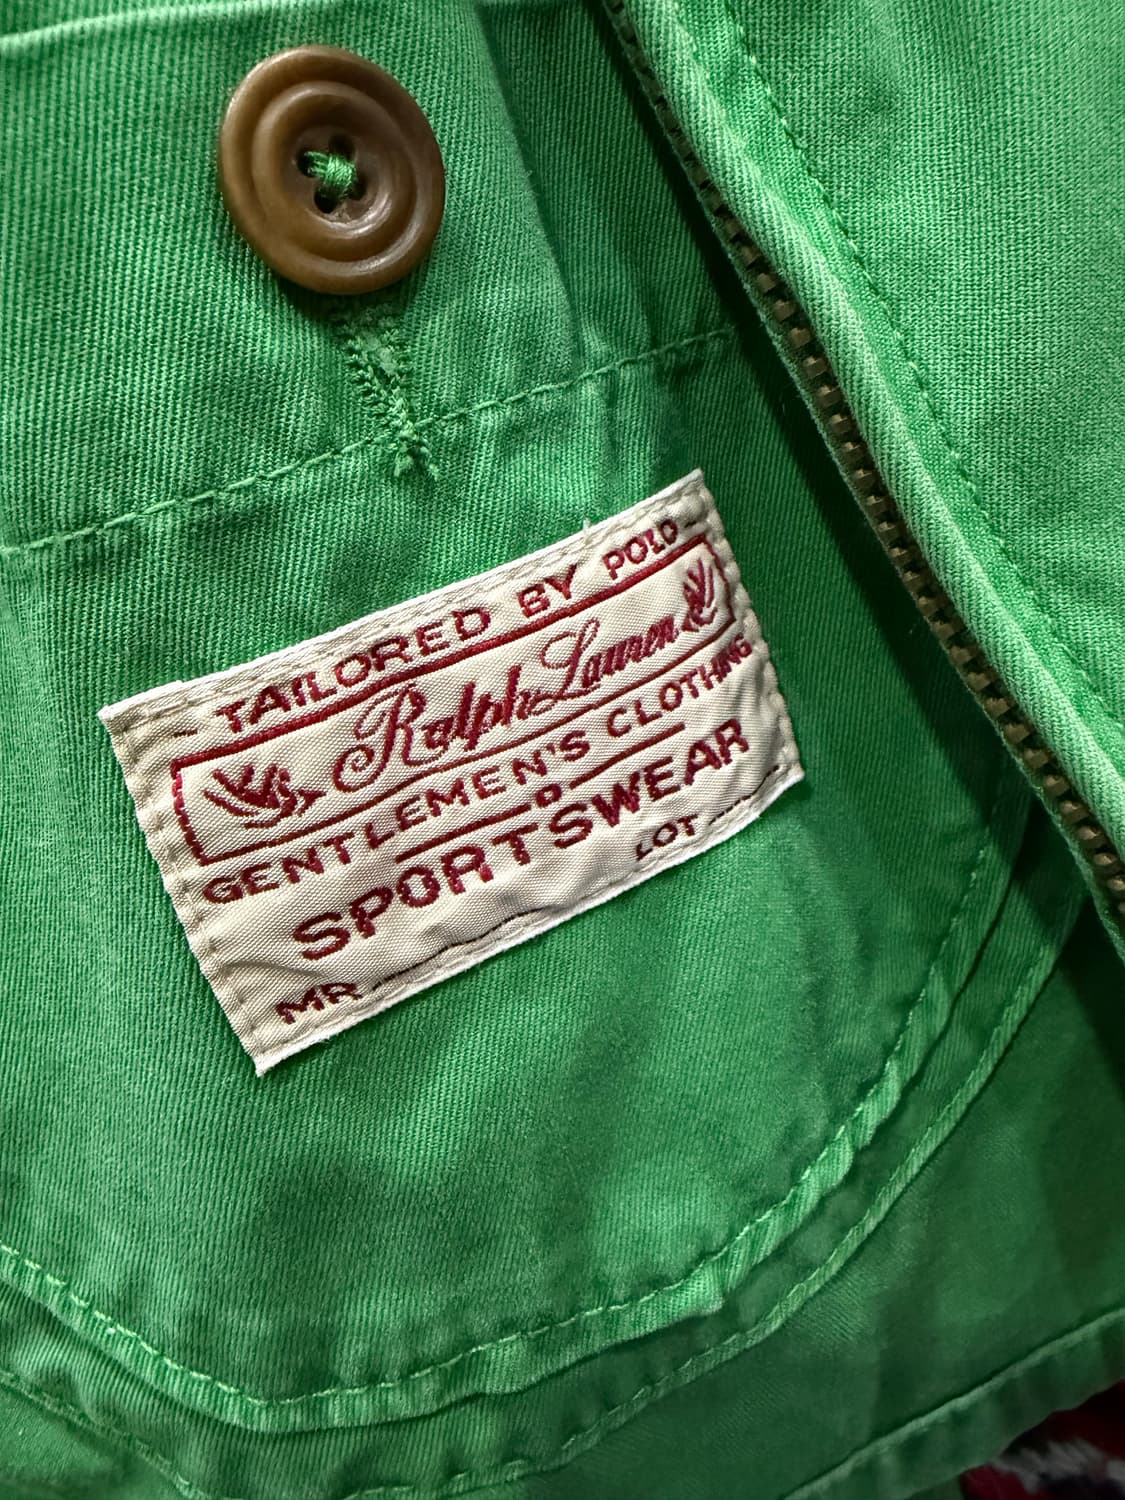 - TAILORED BY POLO -
Ralph Lauren
GENTLEMEN'S CLOTHING
SPORTSWEAR
MR LOT